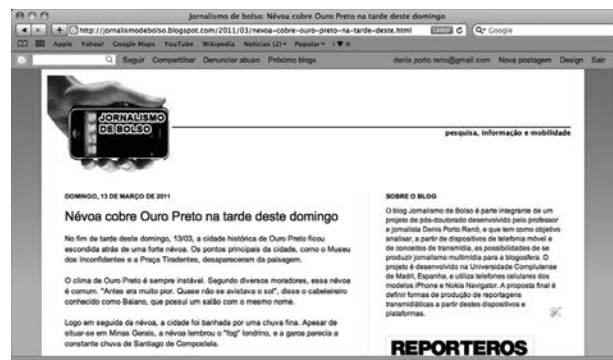 Jornalismo de bolso: Névoa cobre Ouro Preto na tarde deste domingo
http://jornalismodebolso.blogspot.com/2011/03/nevoa-cobre-ouro-preto-na-tarde-deste.html
Google
Apple Yahoo! Google Maps YouTube Wikipedia Notícias (2) Popular
Seguir Compartilhar Denunciar abuso Próximo blog» denis.porto.reno@gmail.com Nova postagem Design Sair
JORNALISMO
DE BOLSO
pesquisa, informação e mobilidade
DOMINGO, 13 DE MARÇO DE 2011
Névoa cobre Ouro Preto na tarde deste domingo
No fim de tarde deste domingo, 13/03, a cidade histórica de Ouro Preto ficou
escondida atrás de uma forte névoa. Os pontos principais da cidade, como o Museu
dos Inconfidentes e a Praça Tiradentes, desapareceram da paisagem.
O clima de Ouro Preto é sempre instável. Segundo diversos moradores, essa névoa
é comum. "Antes era muito pior. Quase não se avistava o sol", disse o cabeleireiro
conhecido como Baiano, que possui um salão com o mesmo nome.
Logo em seguida da névoa, a cidade foi banhada por uma chuva fina. Apesar de
situar-se em Minas Gerais, a névoa lembrou o "fog" londrino, e a garoa parecia a
constante chuva de Santiago de Compostela.
SOBRE O BLOG
O blog Jornalismo de Bolso é parte integrante de um
projeto de pós-doutorado desenvolvido pelo professor
e jornalista Denis Porto Renó, e que tem como objetivo
analisar, a partir de dispositivos de telefonia móvel e
de conceitos de transmídia, as possibilidades de se
produzir jornalismo multimídia para a blogosfera. O
projeto é desenvolvido na Universidade Complutense
de Madri, Espanha, e utiliza telefones celulares dos
modelos iPhone e Nokia Navigator. A proposta final é
definir formas de produção de reportagens
transmidiáticas a partir destes dispositivos e
plataformas.
REPORTEROS